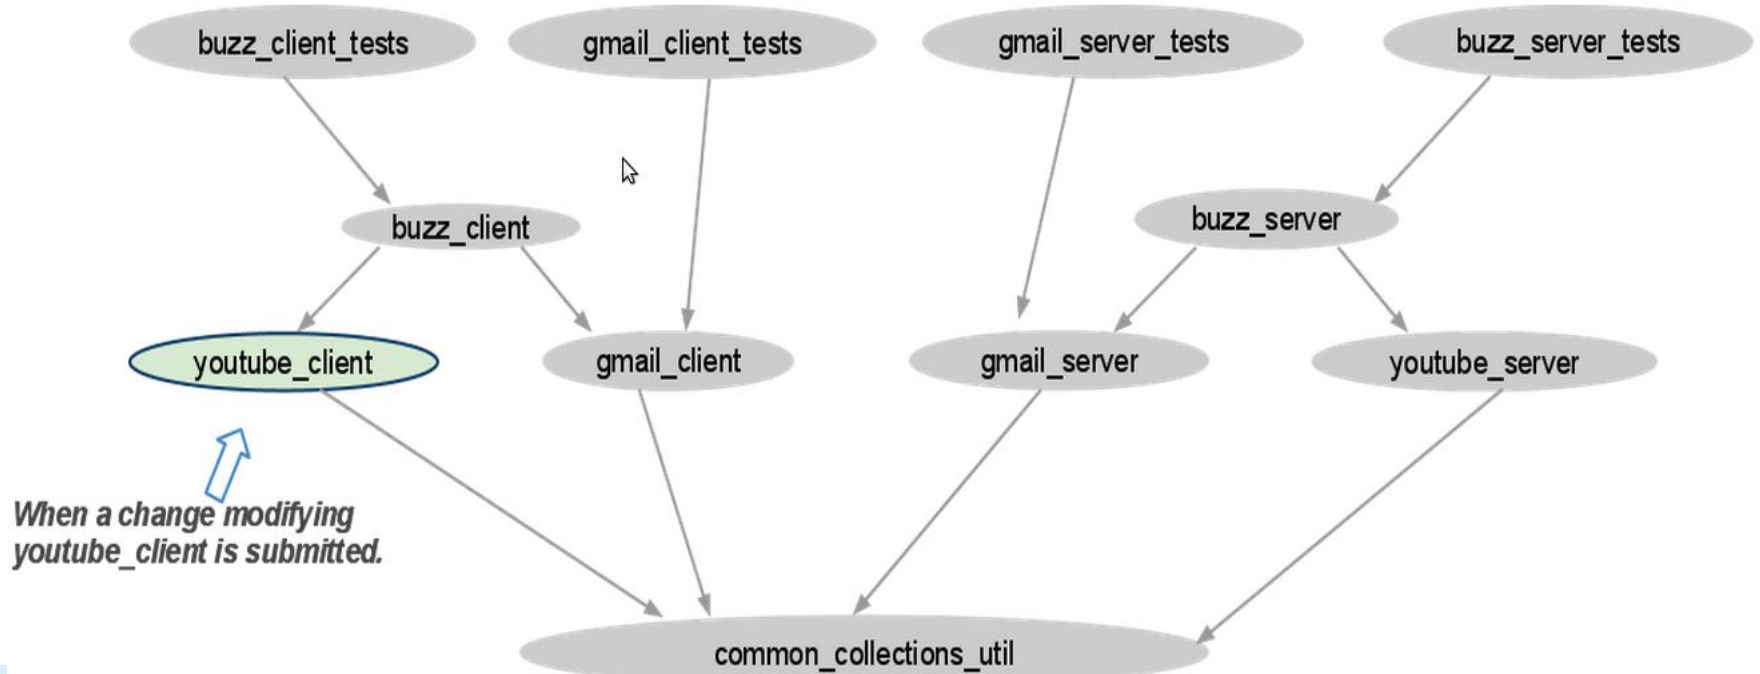 buzz_client_tests
gmail_client_tests
gmail_server_tests
buzz_server_tests
buzz_client
buzz_server
youtube_client
gmail_client
gmail_server
youtube_server
When a change modifying
youtube_client is submitted.
common_collections_util